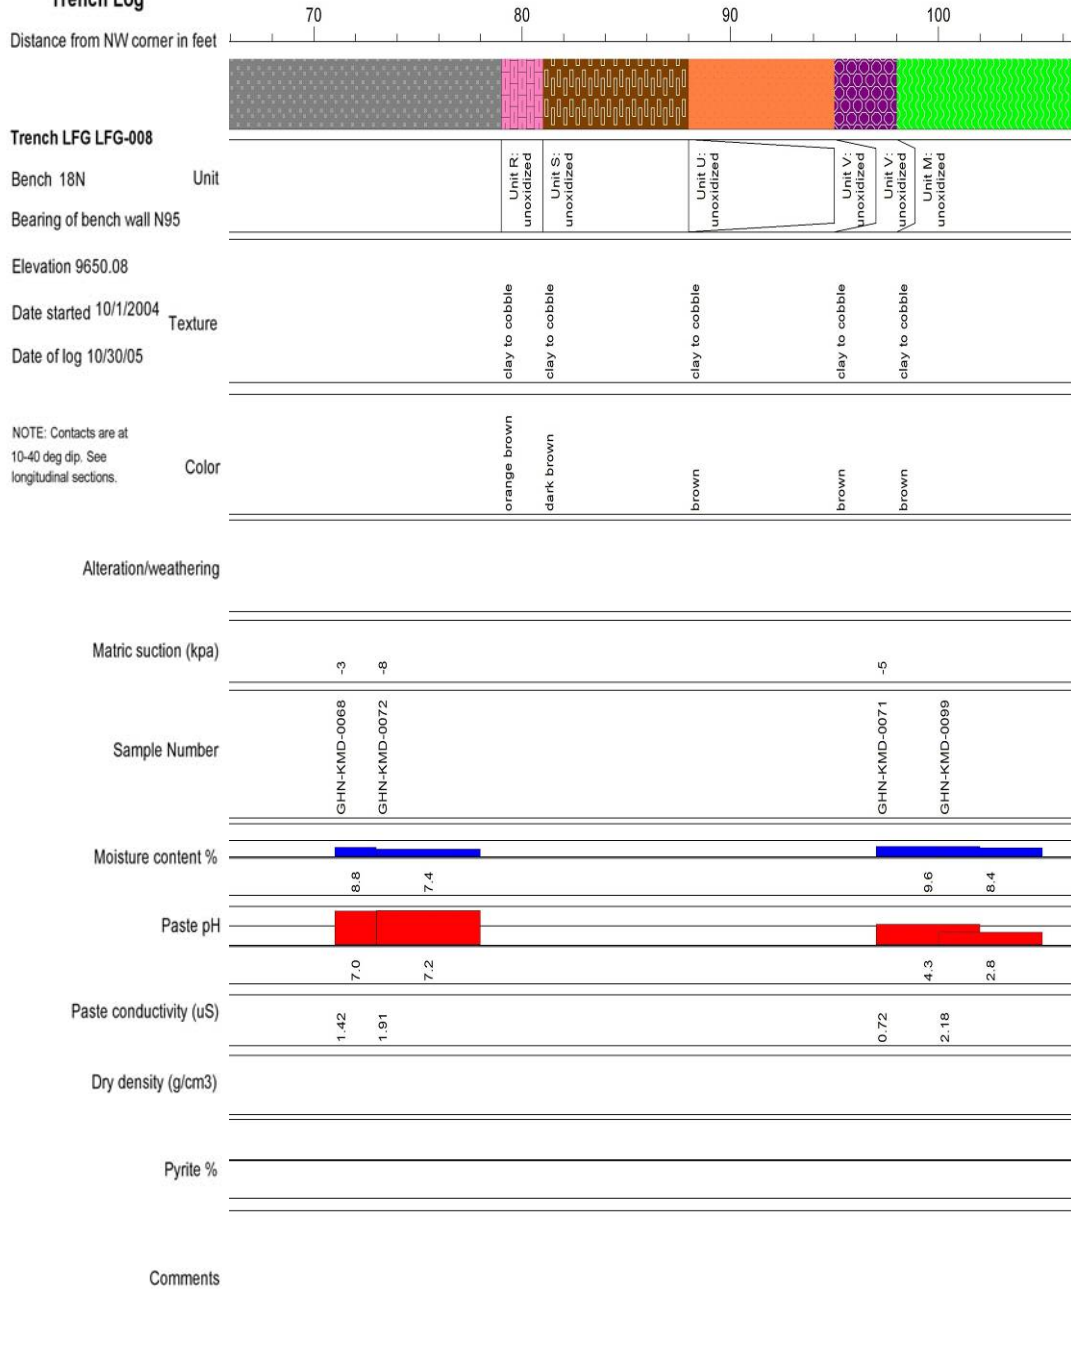 Trench Log
70 80 90 100
Distance from NW corner in feet
Trench LFG LFG-008
Bench 18N
Unit
Bearing of bench wall N95
Unit R: unoxidized
Unit S: unoxidized
Unit U: unoxidized
Unit V: unoxidized
Unit V: unoxidized
Unit M: unoxidized
Elevation 9650.08
Date started 10/1/2004
Texture
Date of log 10/30/05
clay to cobble
clay to cobble
clay to cobble
clay to cobble
clay to cobble
NOTE: Contacts are at
10-40 deg dip. See
longitudinal sections.
Color
orange brown
dark brown
brown
brown
brown
Alteration/weathering
Matric suction (kpa)
-3
-8
-5
Sample Number
GHN-KMD-0068
GHN-KMD-0072
GHN-KMD-0071
GHN-KMD-0099
Moisture content %
8.8
7.4
9.6
8.4
Paste pH
7.0
7.2
4.3
2.8
Paste conductivity (uS)
1.42
1.91
0.72
2.18
Dry density (g/cm3)
Pyrite %
Comments